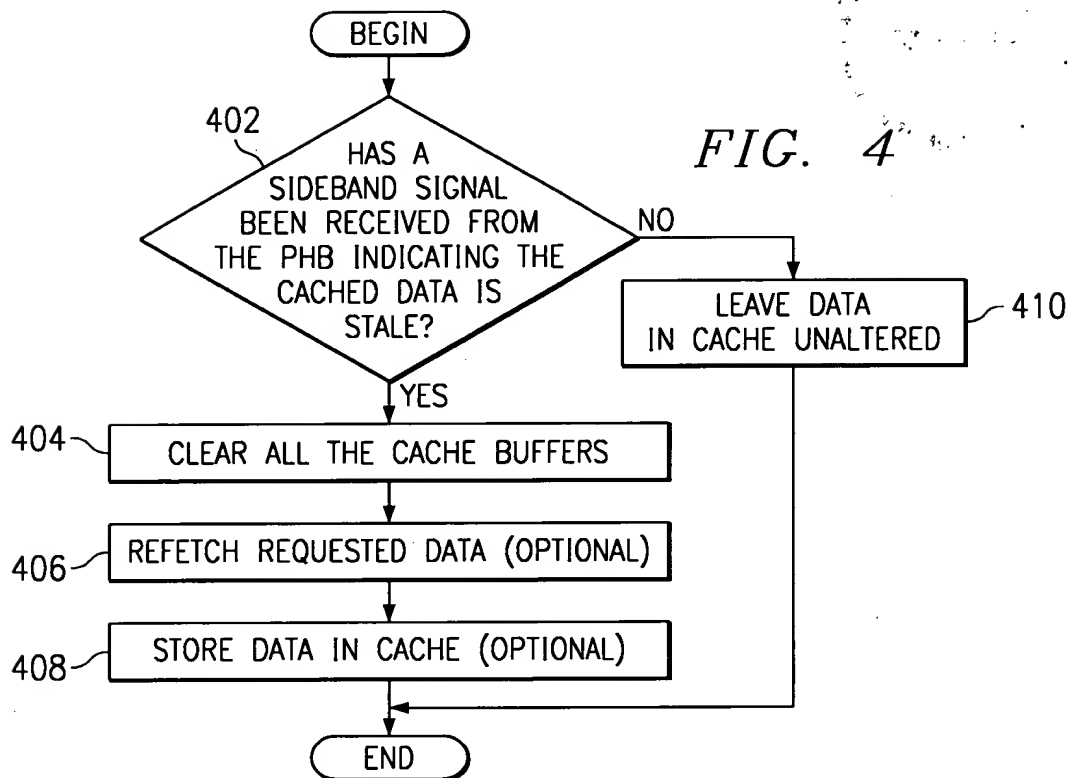 BEGIN
402
HAS A
SIDEBAND SIGNAL
BEEN RECEIVED FROM
THE PHB INDICATING THE
CACHED DATA IS
STALE?
FIG. 4
NO
LEAVE DATA
IN CACHE UNALTERED
410
YES
404
CLEAR ALL THE CACHE BUFFERS
406
REFETCH REQUESTED DATA (OPTIONAL)
408
STORE DATA IN CACHE (OPTIONAL)
END